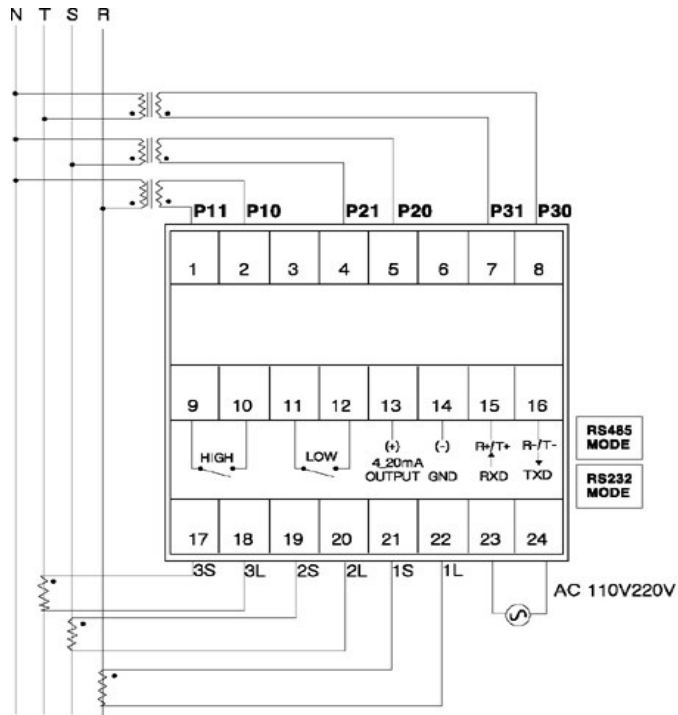 N T S R
P11 P10 P21 P20 P31 P30
1 2 3 4 5 6 7 8
9 10 11 12 13 14 15 16
HIGH LOW (+) (-) R+/T+ R-/T-
4_20mA
OUTPUT GND RXD TXD
RS485
MODE
RS232
MODE
17 18 19 20 21 22 23 24
3S 3L 2S 2L 1S 1L
AC 110V220V